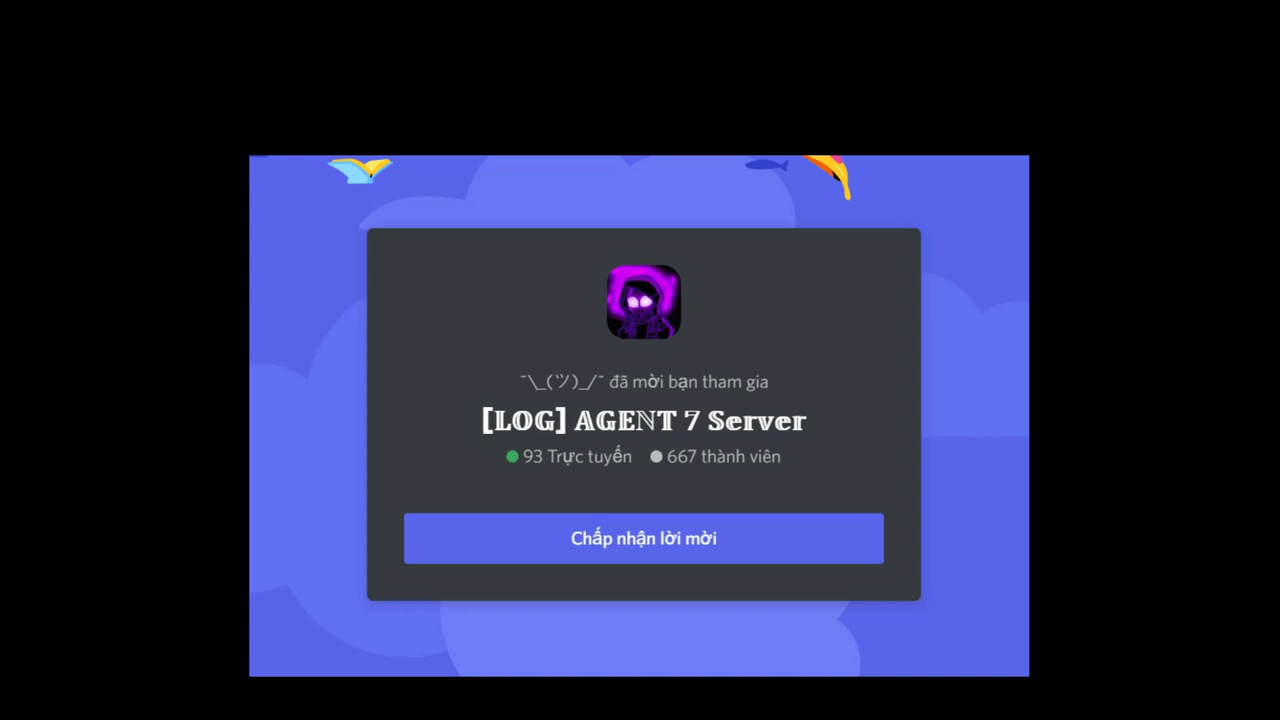 ¯\_(ツ)_/¯ đã mời bạn tham gia
[LOG] AGENT 7 Server
93 Trực tuyến 667 thành viên
Chấp nhận lời mời